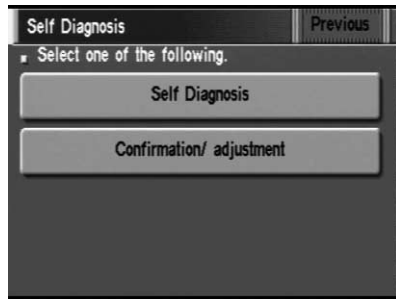 Self Diagnosis
Previous
Select one of the following.
Self Diagnosis
Confirmation/ adjustment